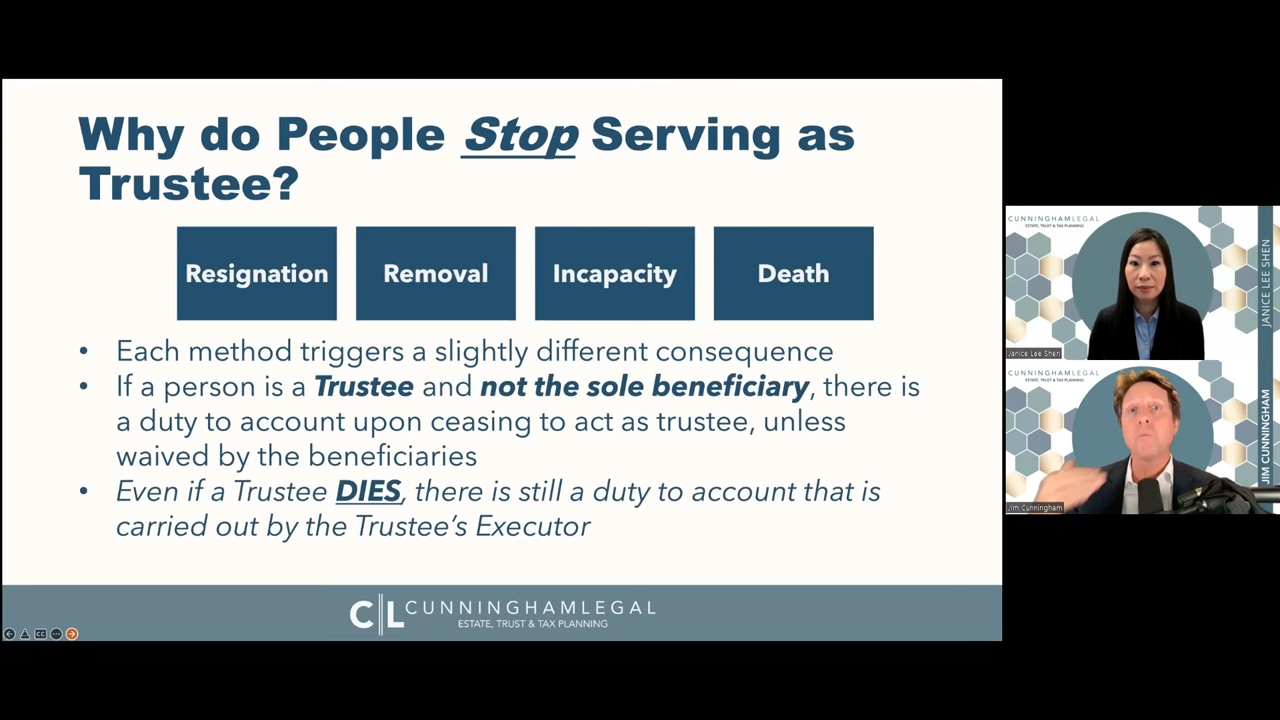 Why do People Stop Serving as
Trustee?
Resignation
Removal
Incapacity
Death
• Each method triggers a slightly different consequence
• If a person is a Trustee and not the sole beneficiary, there is
a duty to account upon ceasing to act as trustee, unless
waived by the beneficiaries
• Even if a Trustee DIES, there is still a duty to account that is
carried out by the Trustee's Executor
CL CUNNINGHAMLEGAL
ESTATE, TRUST & TAX PLANNING
CUNNINGHAMLEGAL
ESTATE, TRUST & TAX PLANNING
JANICE LEE SHEN
Janice Lee Shen
CUNNINGHAMLEGAL
ESTATE, TRUST & TAX PLANNING
JIM CUNNINGHAM
Jim Cunningham
CC